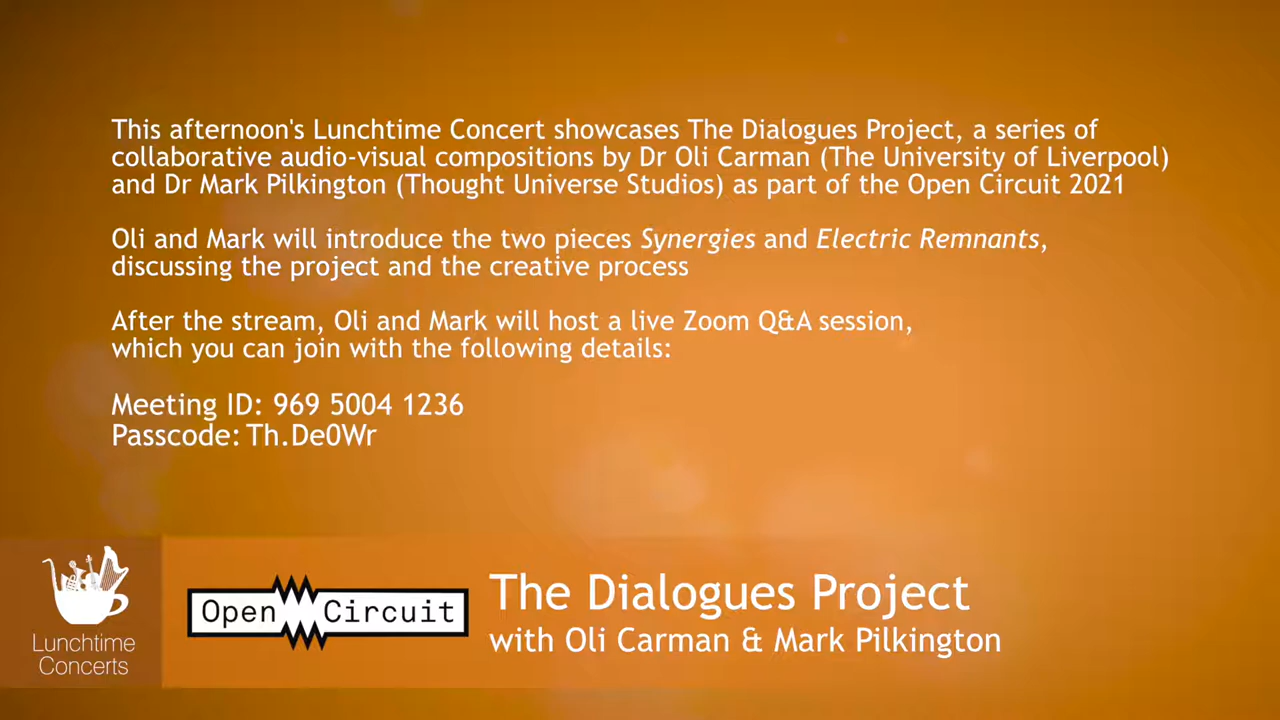 This afternoon's Lunchtime Concert showcases The Dialogues Project, a series of
collaborative audio-visual compositions by Dr Oli Carman (The University of Liverpool)
and Dr Mark Pilkington (Thought Universe Studios) as part of the Open Circuit 2021
Oli and Mark will introduce the two pieces Synergies and Electric Remnants,
discussing the project and the creative process
After the stream, Oli and Mark will host a live Zoom Q&A session,
which you can join with the following details:
Meeting ID: 969 5004 1236
Passcode: Th.De0Wr
Lunchtime
Concerts
Open Circuit
The Dialogues Project
with Oli Carman & Mark Pilkington